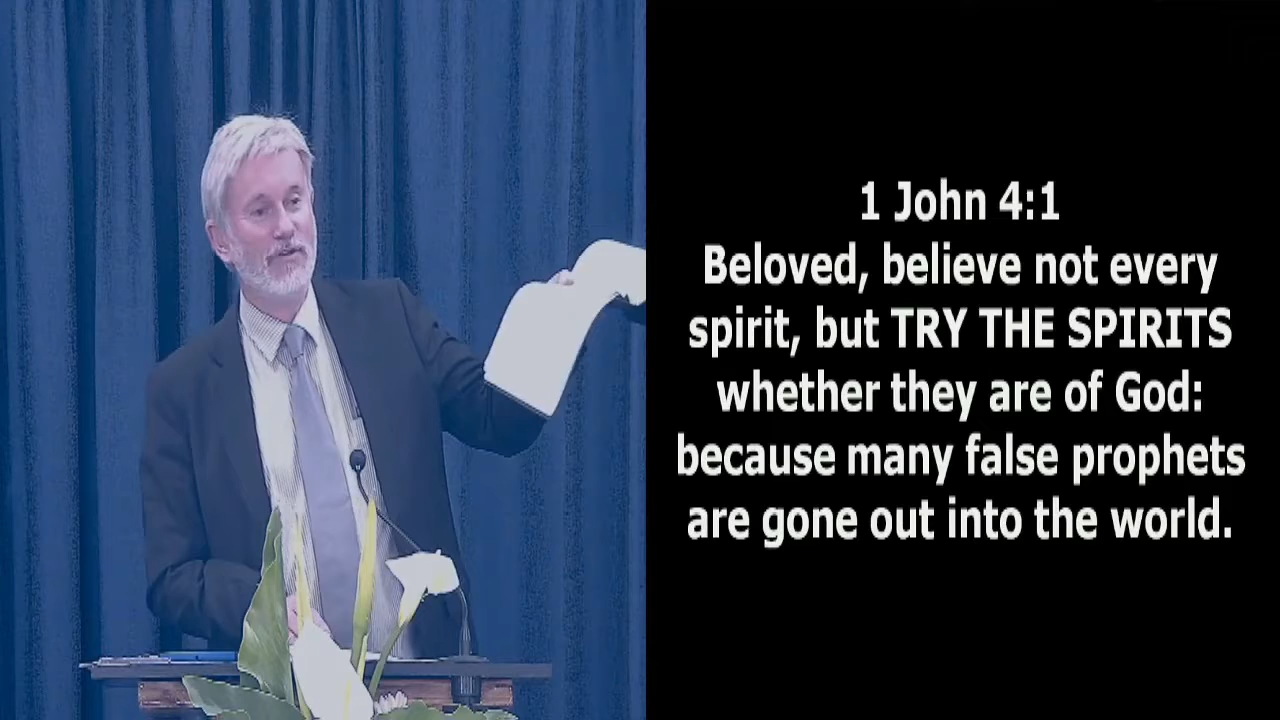 1 John 4:1
Beloved, believe not every
spirit, but TRY THE SPIRITS
whether they are of God:
because many false prophets
are gone out into the world.